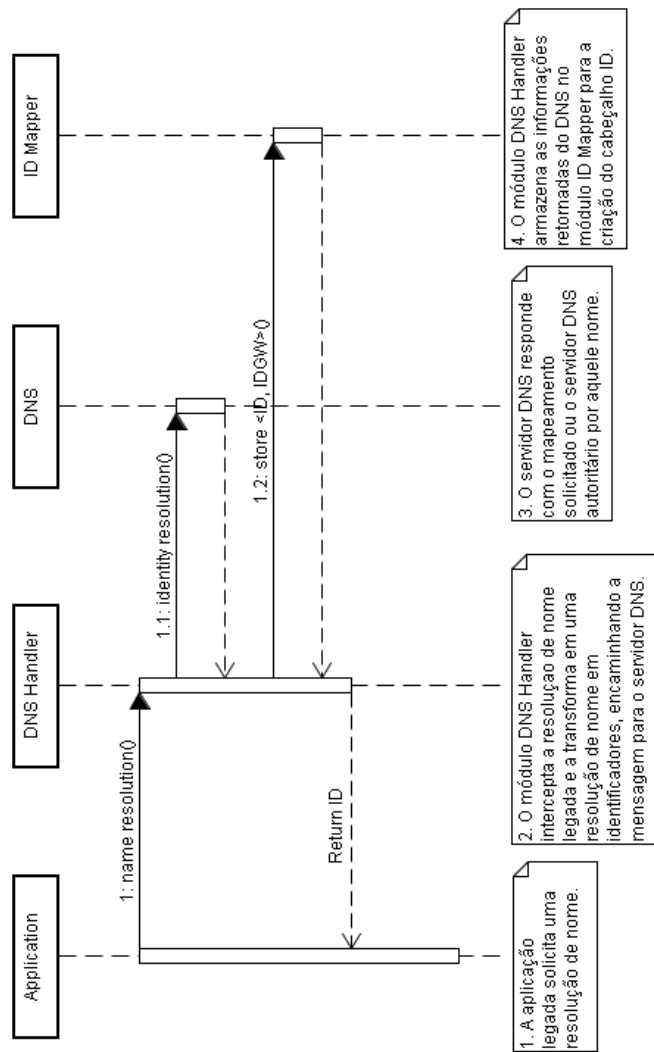 Application
DNS Handler
DNS
ID Mapper
1: name resolution()
1.1: identity resolution()
1.2: store <ID, IDGW>()
Return ID
1. A aplicação
legada solicita uma
resolução de nome.
2. O módulo DNS Handler
intercepta a resolução de nome
legada e a transforma em uma
resolução de nome em
identificadores, encaminhando a
mensagem para o servidor DNS.
3. O servidor DNS responde
com o mapeamento
solicitado ou o servidor DNS
autoritário por aquele nome.
4. O módulo DNS Handler
armazena as informações
retornadas do DNS no
módulo ID Mapper para a
criação do cabeçalho ID.